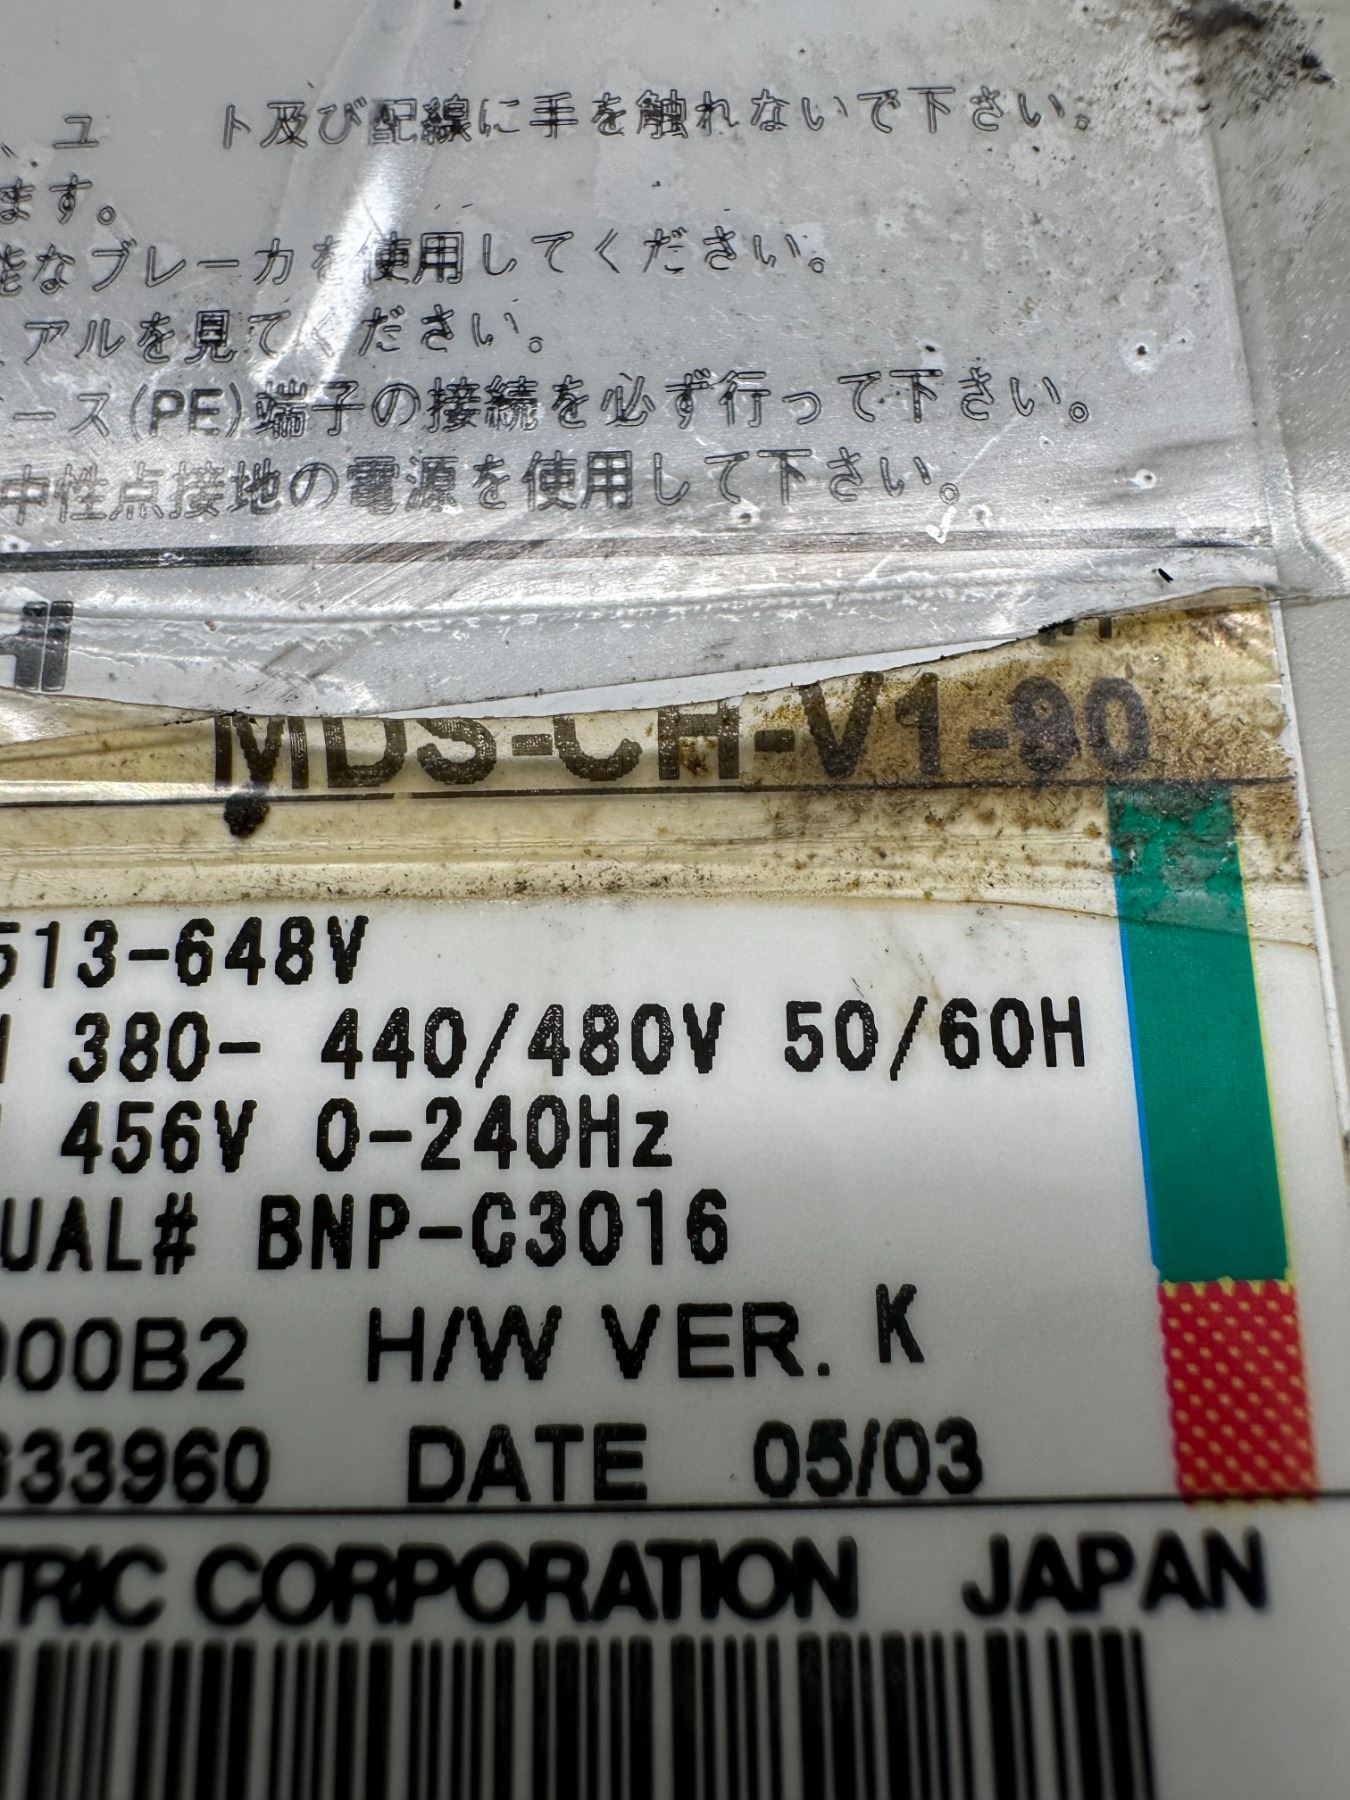 、ユ ト及び配線に手を触れないで下さい。
ます。
能なブレーカを使用してください。
アルを見てください。
ース(PE)端子の接続を必ず行って下さい。
中性点接地の電源を使用して下さい。
MDS-CH-V1-90
513-648V
380- 440/480V 50/60H
456V 0-240Hz
UAL# BNP-C3016
00B2 H/W VER. K
33960 DATE 05/03
TRIC CORPORATION JAPAN